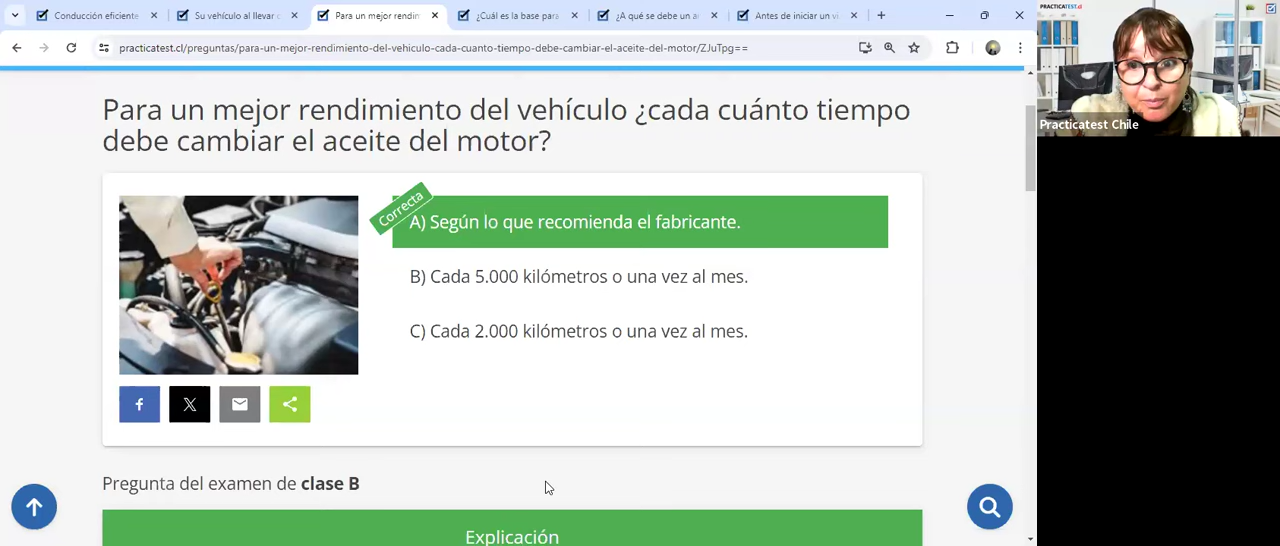 Conducción eficiente
Su vehículo al llevar c
Para un mejor rendim
¿Cuál es la base para
¿A qué se debe un a
Antes de iniciar un vi
practicatest.cl/preguntas/para-un-mejor-rendimiento-del-vehiculo-cada-cuanto-tiempo-debe-cambiar-el-aceite-del-motor/ZJuTpg==
PRACTICATEST.cl
Practicatest Chile
Para un mejor rendimiento del vehículo ¿cada cuánto tiempo
debe cambiar el aceite del motor?
Correcta
A) Según lo que recomienda el fabricante.
B) Cada 5.000 kilómetros o una vez al mes.
C) Cada 2.000 kilómetros o una vez al mes.
Pregunta del examen de clase B
Explicación